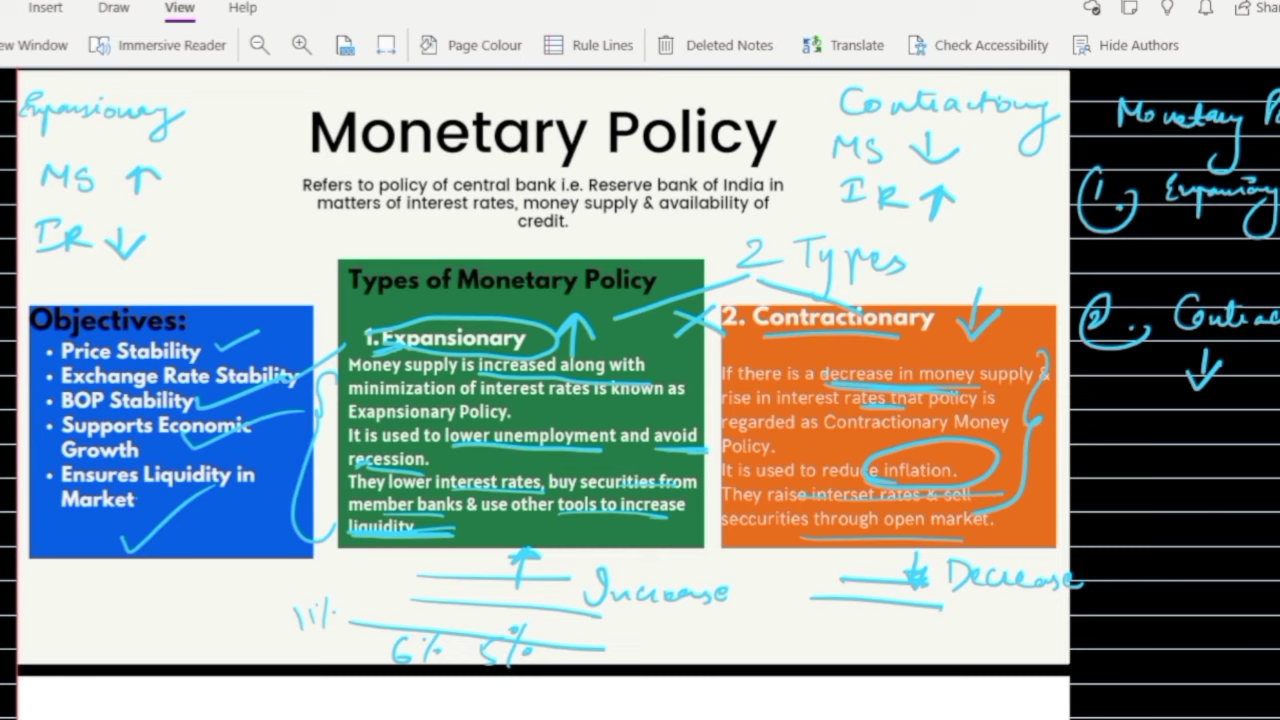 Insert Draw View Help
ew Window Immersive Reader Page Colour Rule Lines Deleted Notes Translate Check Accessibility Hide Authors
Shar
Expansionary
MS ↑
IR ↓
Monetary Policy
Refers to policy of central bank i.e. Reserve bank of India in
matters of interest rates, money supply & availability of
credit.
Contractiony
MS ↓
IR ↑
2 Types
Objectives:
• Price Stability
• Exchange Rate Stability
• BOP Stability
• Supports Economic
Growth
• Ensures Liquidity in
Market
Types of Monetary Policy
1.Expansionary
Money supply is increased along with
minimization of interest rates is known as
Exapnsionary Policy.
It is used to lower unemployment and avoid
recession.
They lower interest rates, buy securities from
member banks & use other tools to increase
liquidity
2. Contractionary
If there is a decrease in money supply &
rise in interest rates that policy is
regarded as Contractionary Money
Policy.
It is used to reduce inflation.
They raise interset rates & sell
seccurities through open market.
Increase
Decrease
11%
6% 5%
Monetary P
1.
2. Contrac